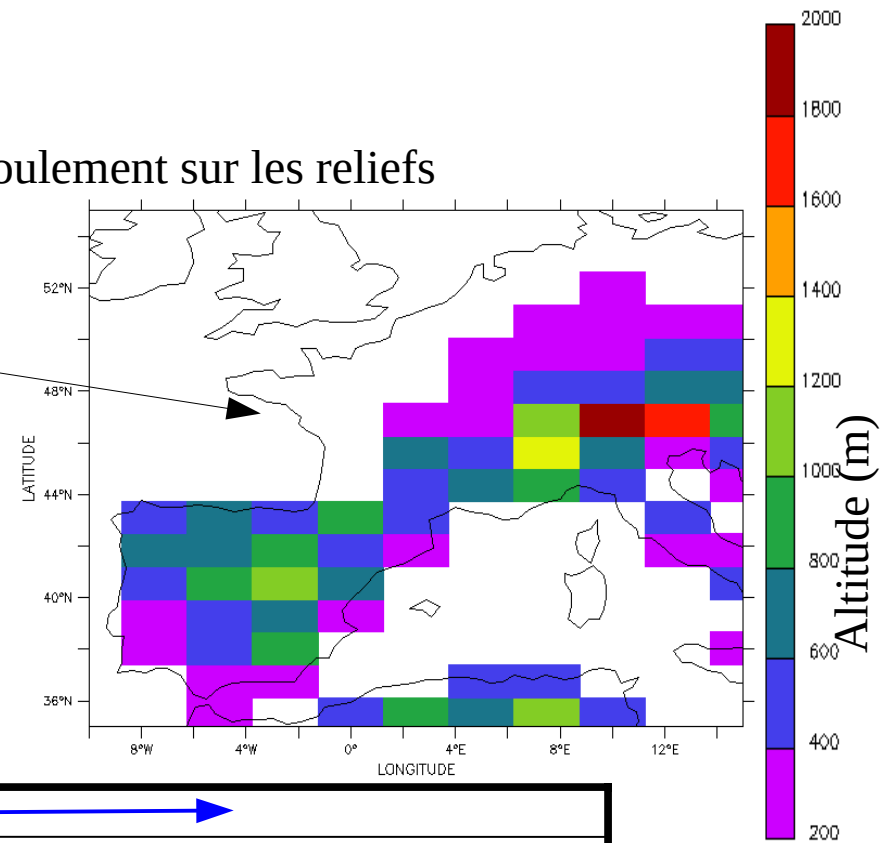 oulement sur les reliefs
2000
1800
1600
1400
1200
1000
800
600
400
200
Altitude (m)
52°N
48°N
44°N
40°N
36°N
LATITUDE
8°W 4°W 0° 4°E 8°E 12°E
LONGITUDE